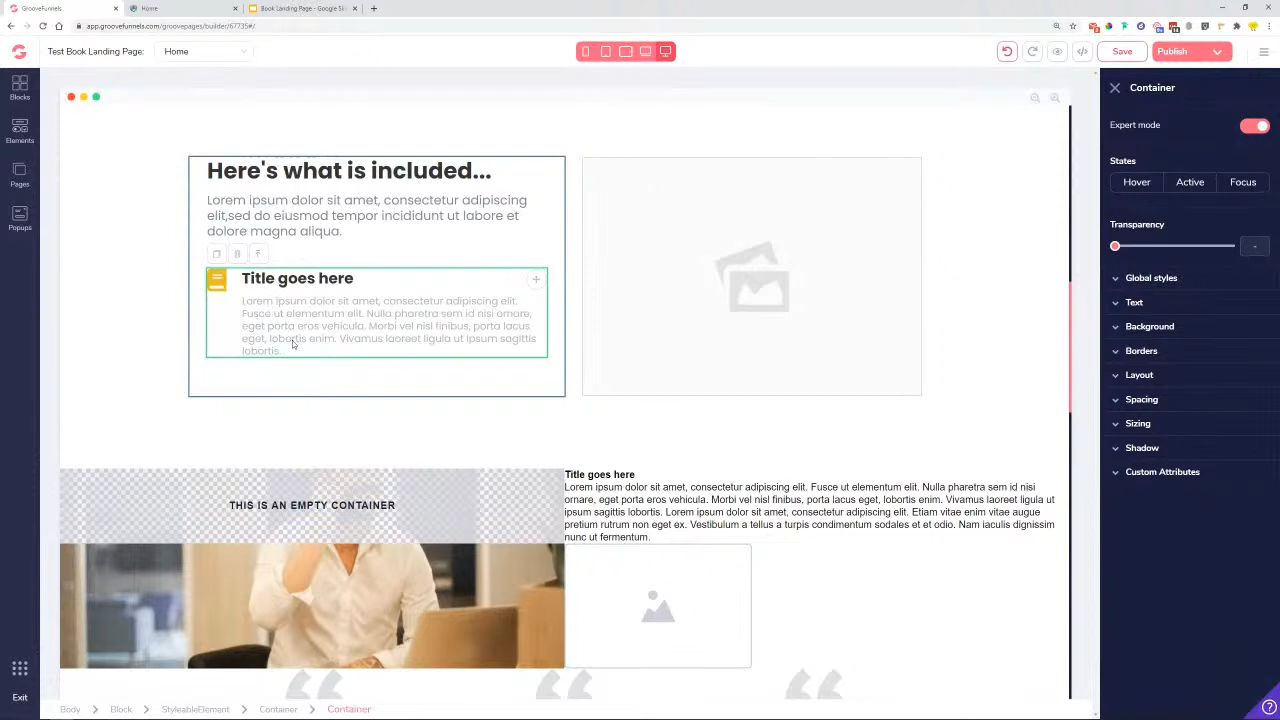 GrooveFunnels
Home
Book Landing Page - Google Sli
app.groovefunnels.com/groovepages/builder/67735#/
Test Book Landing Page:
Home
Save
Publish
Blocks
Elements
Pages
Popups
Exit
Here's what is included...
Lorem ipsum dolor sit amet, consectetur adipiscing
elit,sed do eiusmod tempor incididunt ut labore et
dolore magna aliqua.
Title goes here
Lorem ipsum dolor sit amet, consectetur adipiscing elit.
Fusce ut elementum elit. Nulla pharetra sem id nisi ornare,
eget porta eros vehicula. Morbi vel nisl finibus, porta lacus
eget, lobortis enim. Vivamus laoreet ligula ut ipsum sagittis
lobortis.
THIS IS AN EMPTY CONTAINER
Title goes here
Lorem ipsum dolor sit amet, consectetur adipiscing elit. Fusce ut elementum elit. Nulla pharetra sem id nisi
ornare, eget porta eros vehicula. Morbi vel nisl finibus, porta lacus eget, lobortis enim. Vivamus laoreet ligula ut
ipsum sagittis lobortis. Lorem ipsum dolor sit amet, consectetur adipiscing elit. Etiam vitae enim vitae augue
pretium rutrum non eget ex. Vestibulum a tellus a turpis condimentum sodales et et odio. Nam iaculis dignissim
nunc ut fermentum.
Body
Block
StyleableElement
Container
Container
Container
Expert mode
States
Hover
Active
Focus
Transparency
-
Global styles
Text
Background
Borders
Layout
Spacing
Sizing
Shadow
Custom Attributes